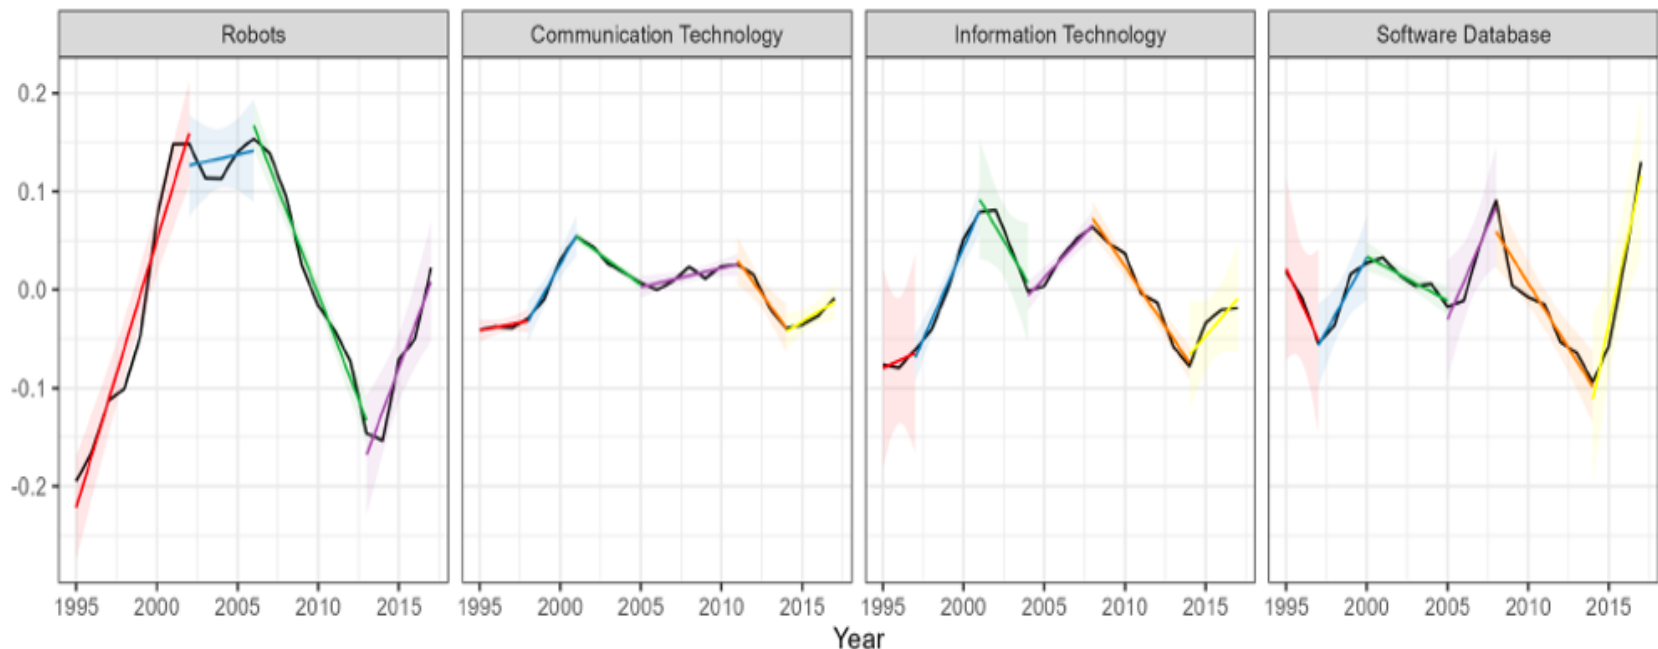 Robots
Communication Technology
Information Technology
Software Database
0.2
0.1
0.0
-0.1
-0.2
1995 2000 2005 2010 2015
1995 2000 2005 2010 2015
1995 2000 2005 2010 2015
1995 2000 2005 2010 2015
Year